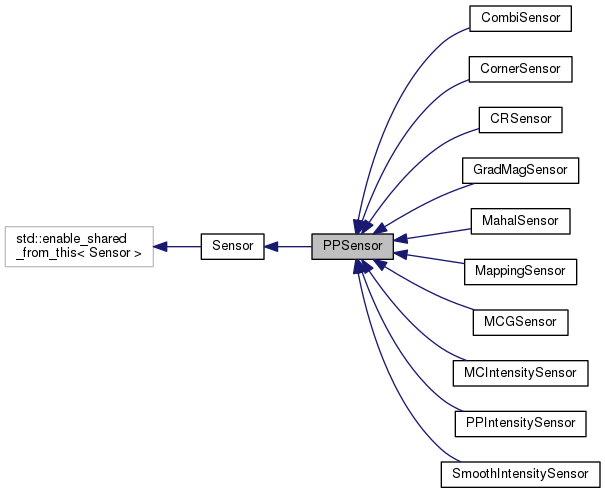 CombiSensor
CornerSensor
CRSensor
GradMagSensor
MahalSensor
std::enable_shared
_from_this< Sensor >
Sensor
PPSensor
MappingSensor
MCGSensor
MCIntensitySensor
PPIntensitySensor
SmoothIntensitySensor